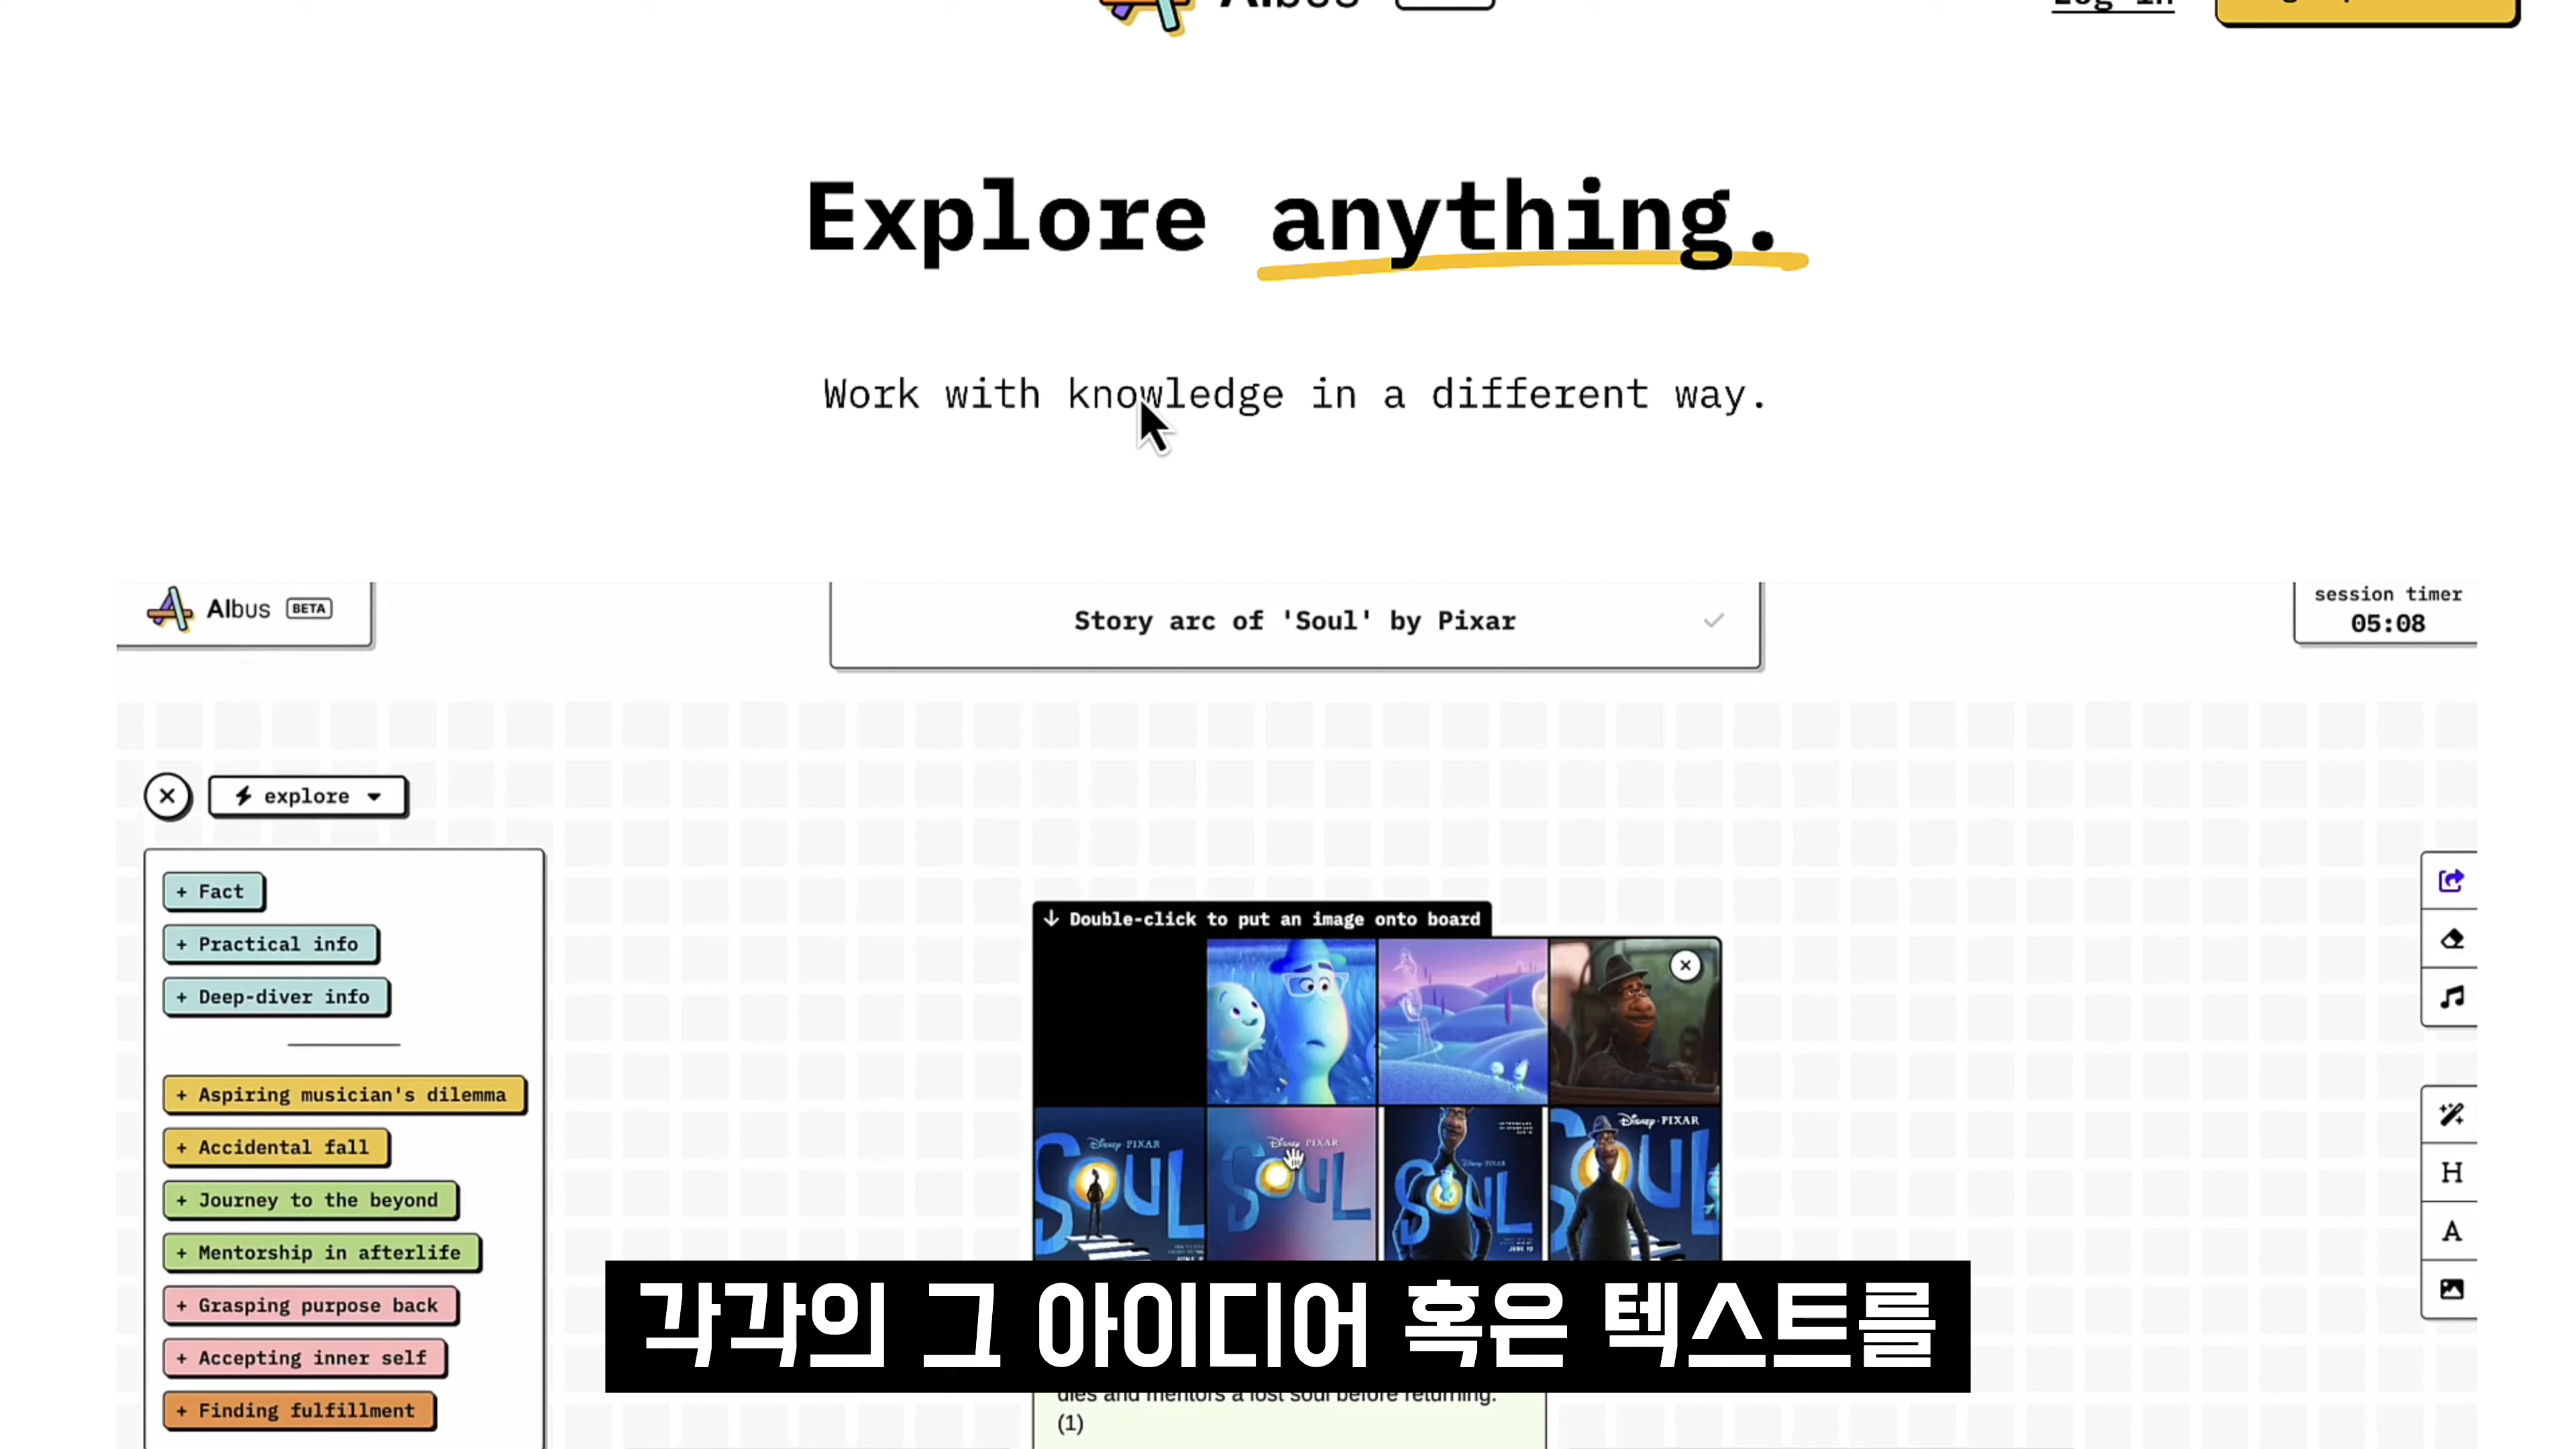 Albus
Log in
Explore anything.
Work with knowledge in a different way.
Albus BETA
Story arc of 'Soul' by Pixar
session timer
05:08
explore
+ Fact
+ Practical info
+ Deep-diver info
+ Aspiring musician's dilemma
+ Accidental fall
+ Journey to the beyond
+ Mentorship in afterlife
+ Grasping purpose back
+ Accepting inner self
+ Finding fulfillment
↓ Double-click to put an image onto board
Disney PIXAR
SOUL
Disney PIXAR
SOUL
Disney PIXAR
SOUL
Disney PIXAR
SOUL
H
A
각각의 그 아이디어 혹은 텍스트를
dies and mentors a lost soul before returning.
(1)